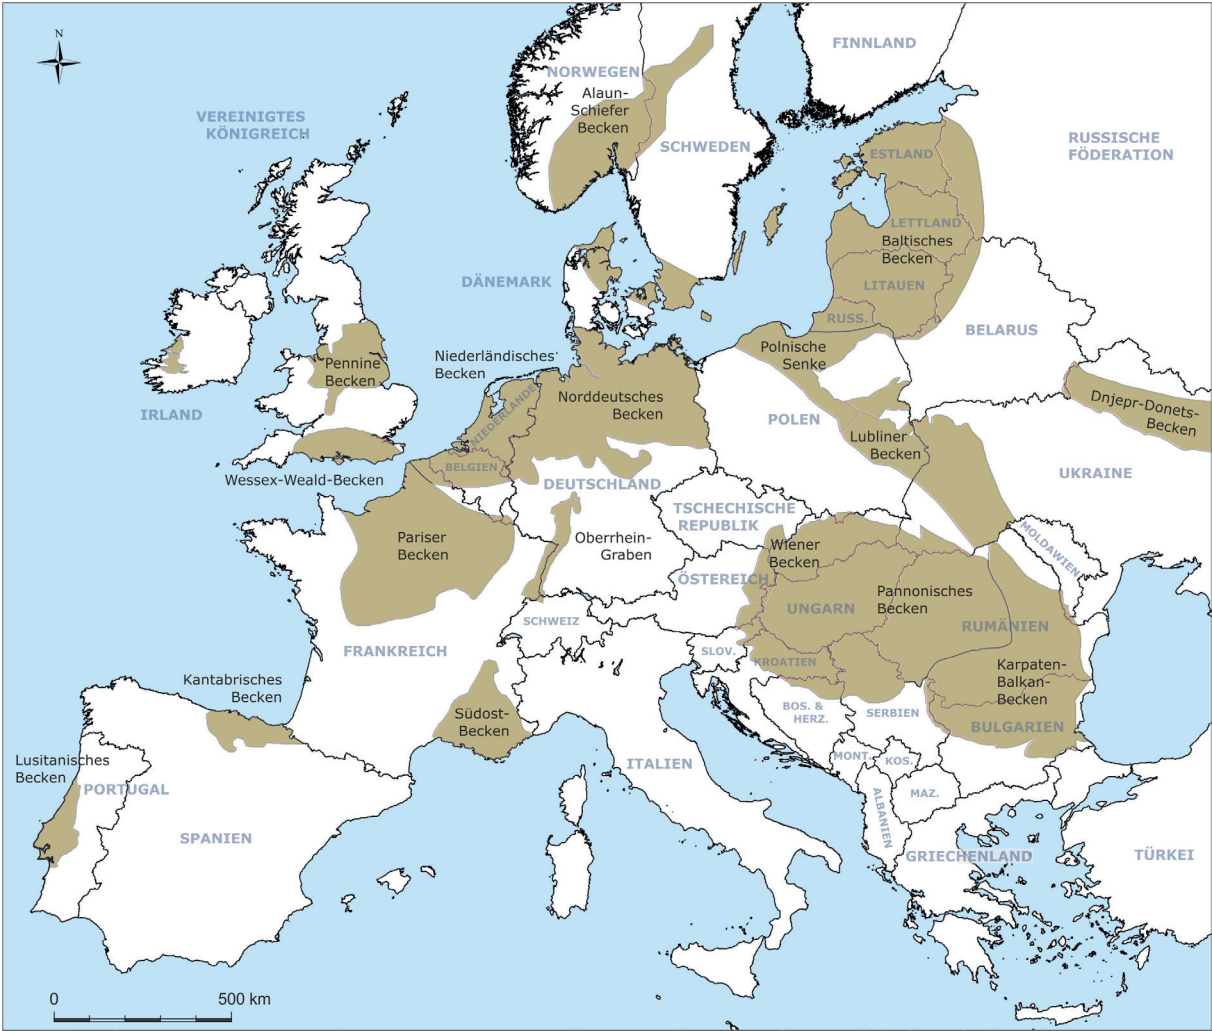 N
FINNLAND
NORWEGEN
Alaun-
Schiefer
Becken
VEREINIGTES
KÖNIGREICH
SCHWEDEN
RUSSISCHE
FÖDERATION
ESTLAND
LETTLAND
Baltisches
Becken
LITAUEN
RUSS.
DÄNEMARK
BELARUS
Niederländisches
Becken
Polnische
Senke
Pennine
Becken
IRLAND
Norddeutsches
Becken
NIEDERLANDE
POLEN
Dnjepr-Donets-
Becken
Lubliner
Becken
BELGIEN
Wessex-Weald-Becken
DEUTSCHLAND
UKRAINE
TSCHECHISCHE
REPUBLIK
Pariser
Becken
Oberrhein-
Graben
Wiener
Becken
MOLDAWIEN
ÖSTERREICH
Pannonisches
Becken
UNGARN
SCHWEIZ
RUMÄNIEN
FRANKREICH
SLOV.
KROATIEN
Karpaten-
Balkan-
Becken
Kantabrisches
Becken
BOS. &
HERZ.
SERBIEN
Südost-
Becken
BULGARIEN
Lusitanisches
Becken
ITALIEN
MONT.
KOS.
PORTUGAL
MAZ.
ALBANIEN
SPANIEN
GRIECHENLAND
TÜRKEI
0 500 km